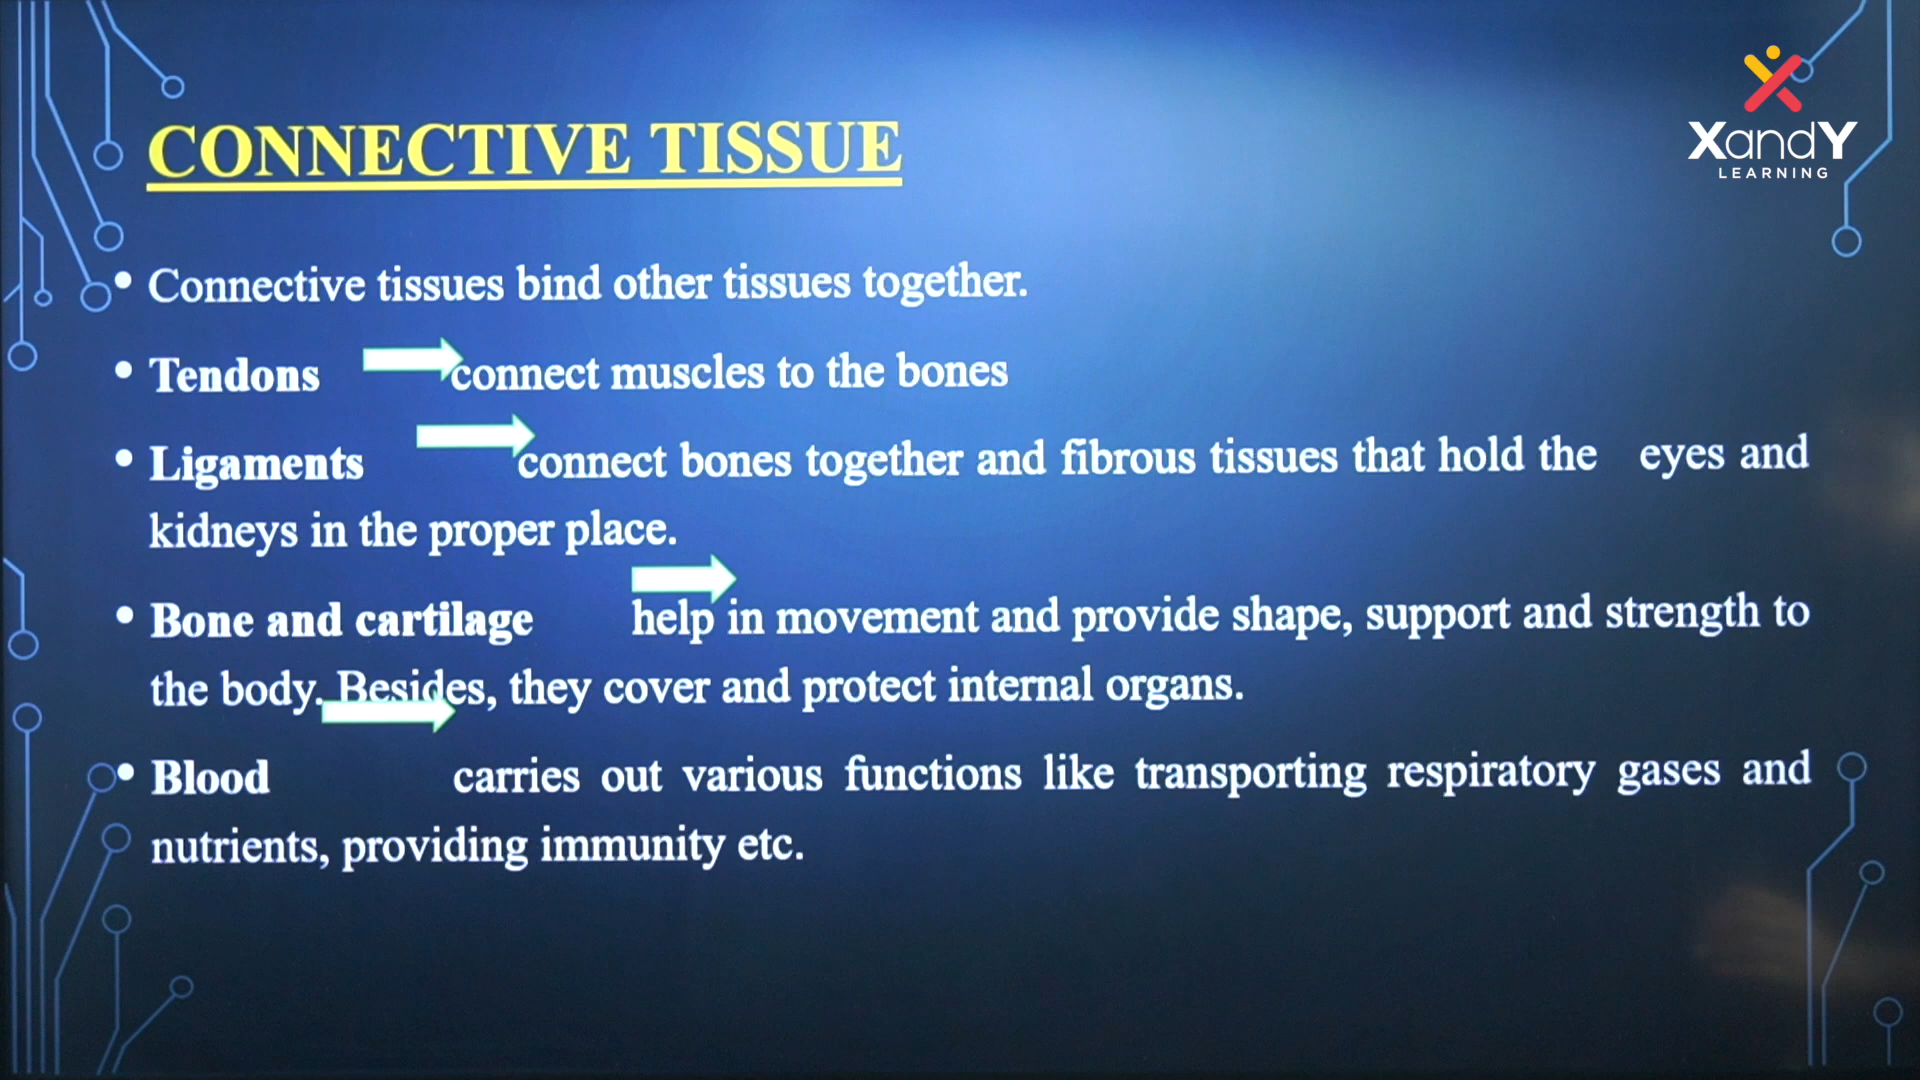 XandY
LEARNING
CONNECTIVE TISSUE
• Connective tissues bind other tissues together.
• Tendons connect muscles to the bones
• Ligaments connect bones together and fibrous tissues that hold the eyes and
kidneys in the proper place.
• Bone and cartilage help in movement and provide shape, support and strength to
the body. Besides, they cover and protect internal organs.
• Blood carries out various functions like transporting respiratory gases and
nutrients, providing immunity etc.